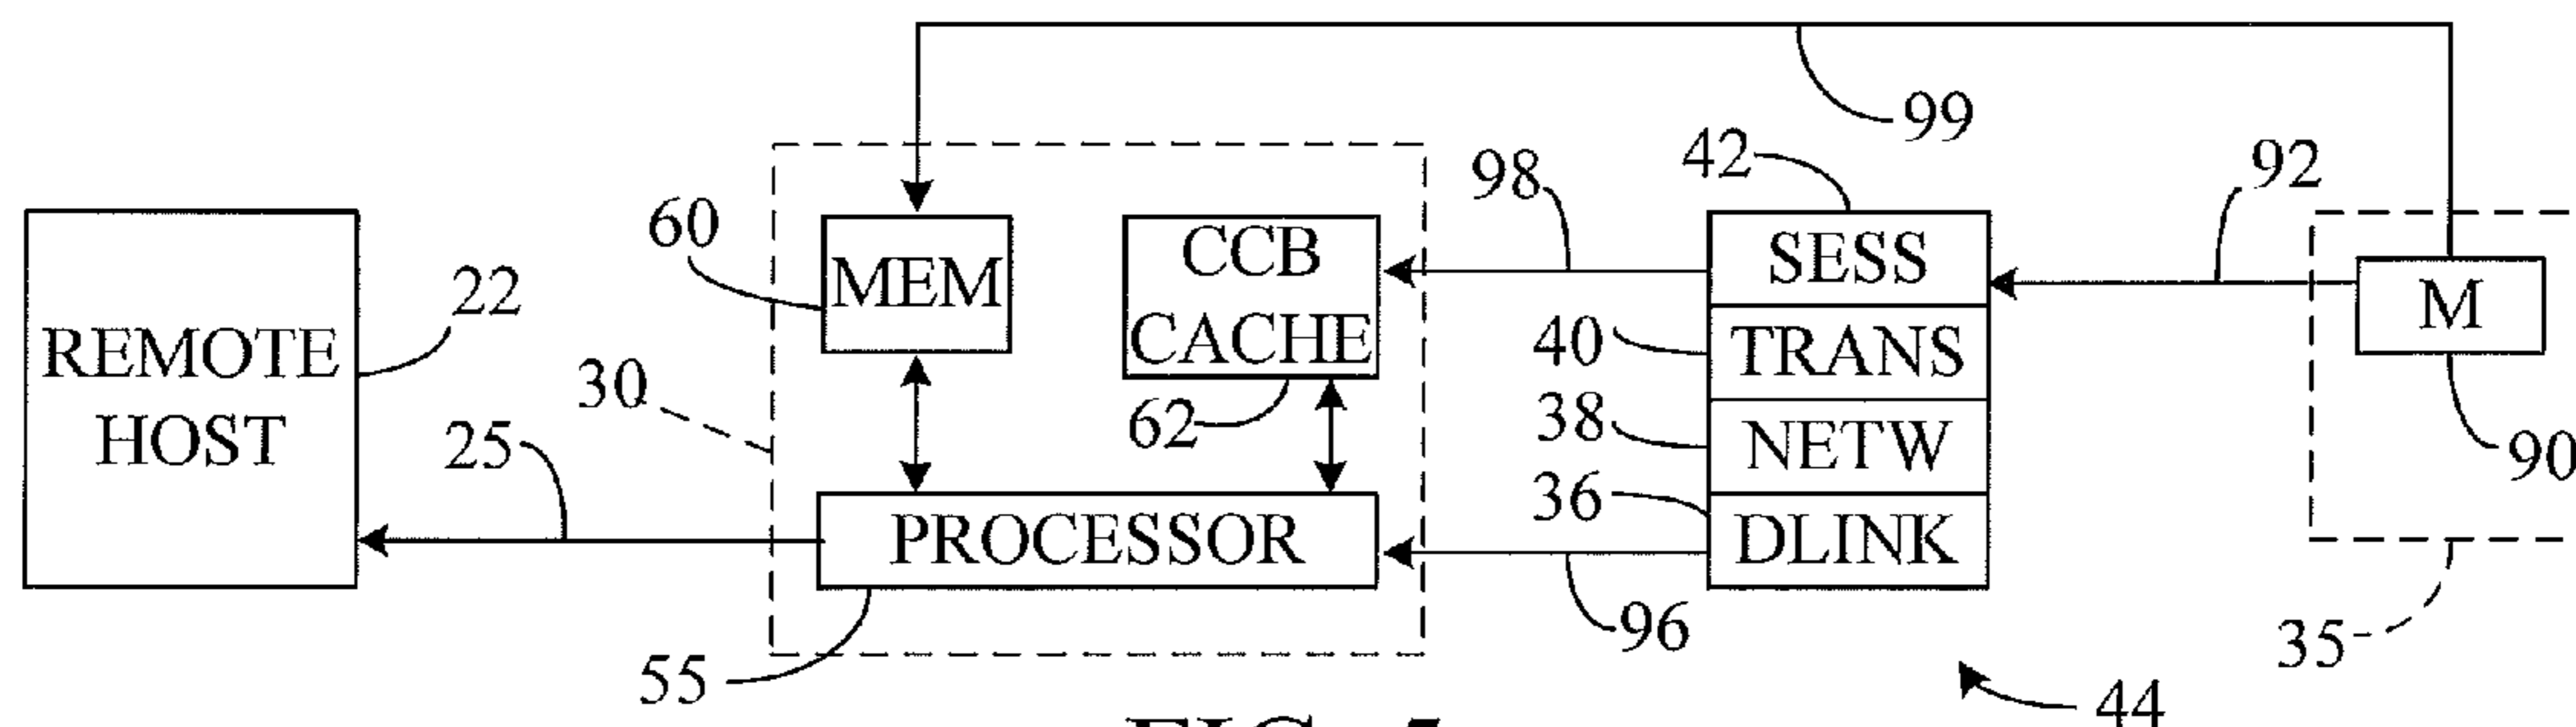 99
42
98
92
60
MEM
CCB
CACHE
SESS
M
22
REMOTE
HOST
30
40
TRANS
62
38
NETW
90
25
36
PROCESSOR
DLINK
96
35
55
44